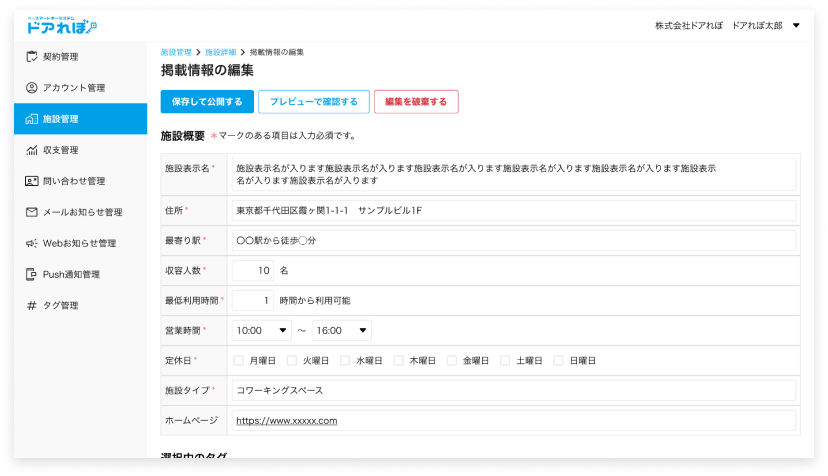 ドアれぽ
株式会社ドアれぽ ドアれぽ太郎
契約管理
アカウント管理
施設管理
収支管理
問い合わせ管理
メールお知らせ管理
Webお知らせ管理
Push通知管理
タグ管理
施設管理 > 施設詳細 > 掲載情報の編集
掲載情報の編集
保存して公開する プレビューで確認する 編集を破棄する
施設概要 *マークのある項目は入力必須です。
施設表示名* 施設表示名が入ります施設表示名が入ります施設表示名が入ります施設表示名が入ります施設表示名が入ります施設表示
名が入ります施設表示名が入ります
住所* 東京都千代田区霞ヶ関1-1-1 サンプルビル1F
最寄り駅* 〇〇駅から徒歩〇分
収容人数* 10 名
最低利用時間* 1 時間から利用可能
営業時間* 10:00 〜 16:00
定休日* 月曜日 火曜日 水曜日 木曜日 金曜日 土曜日 日曜日
施設タイプ* コワーキングスペース
ホームページ https://www.xxxxx.com
選択中のタグ